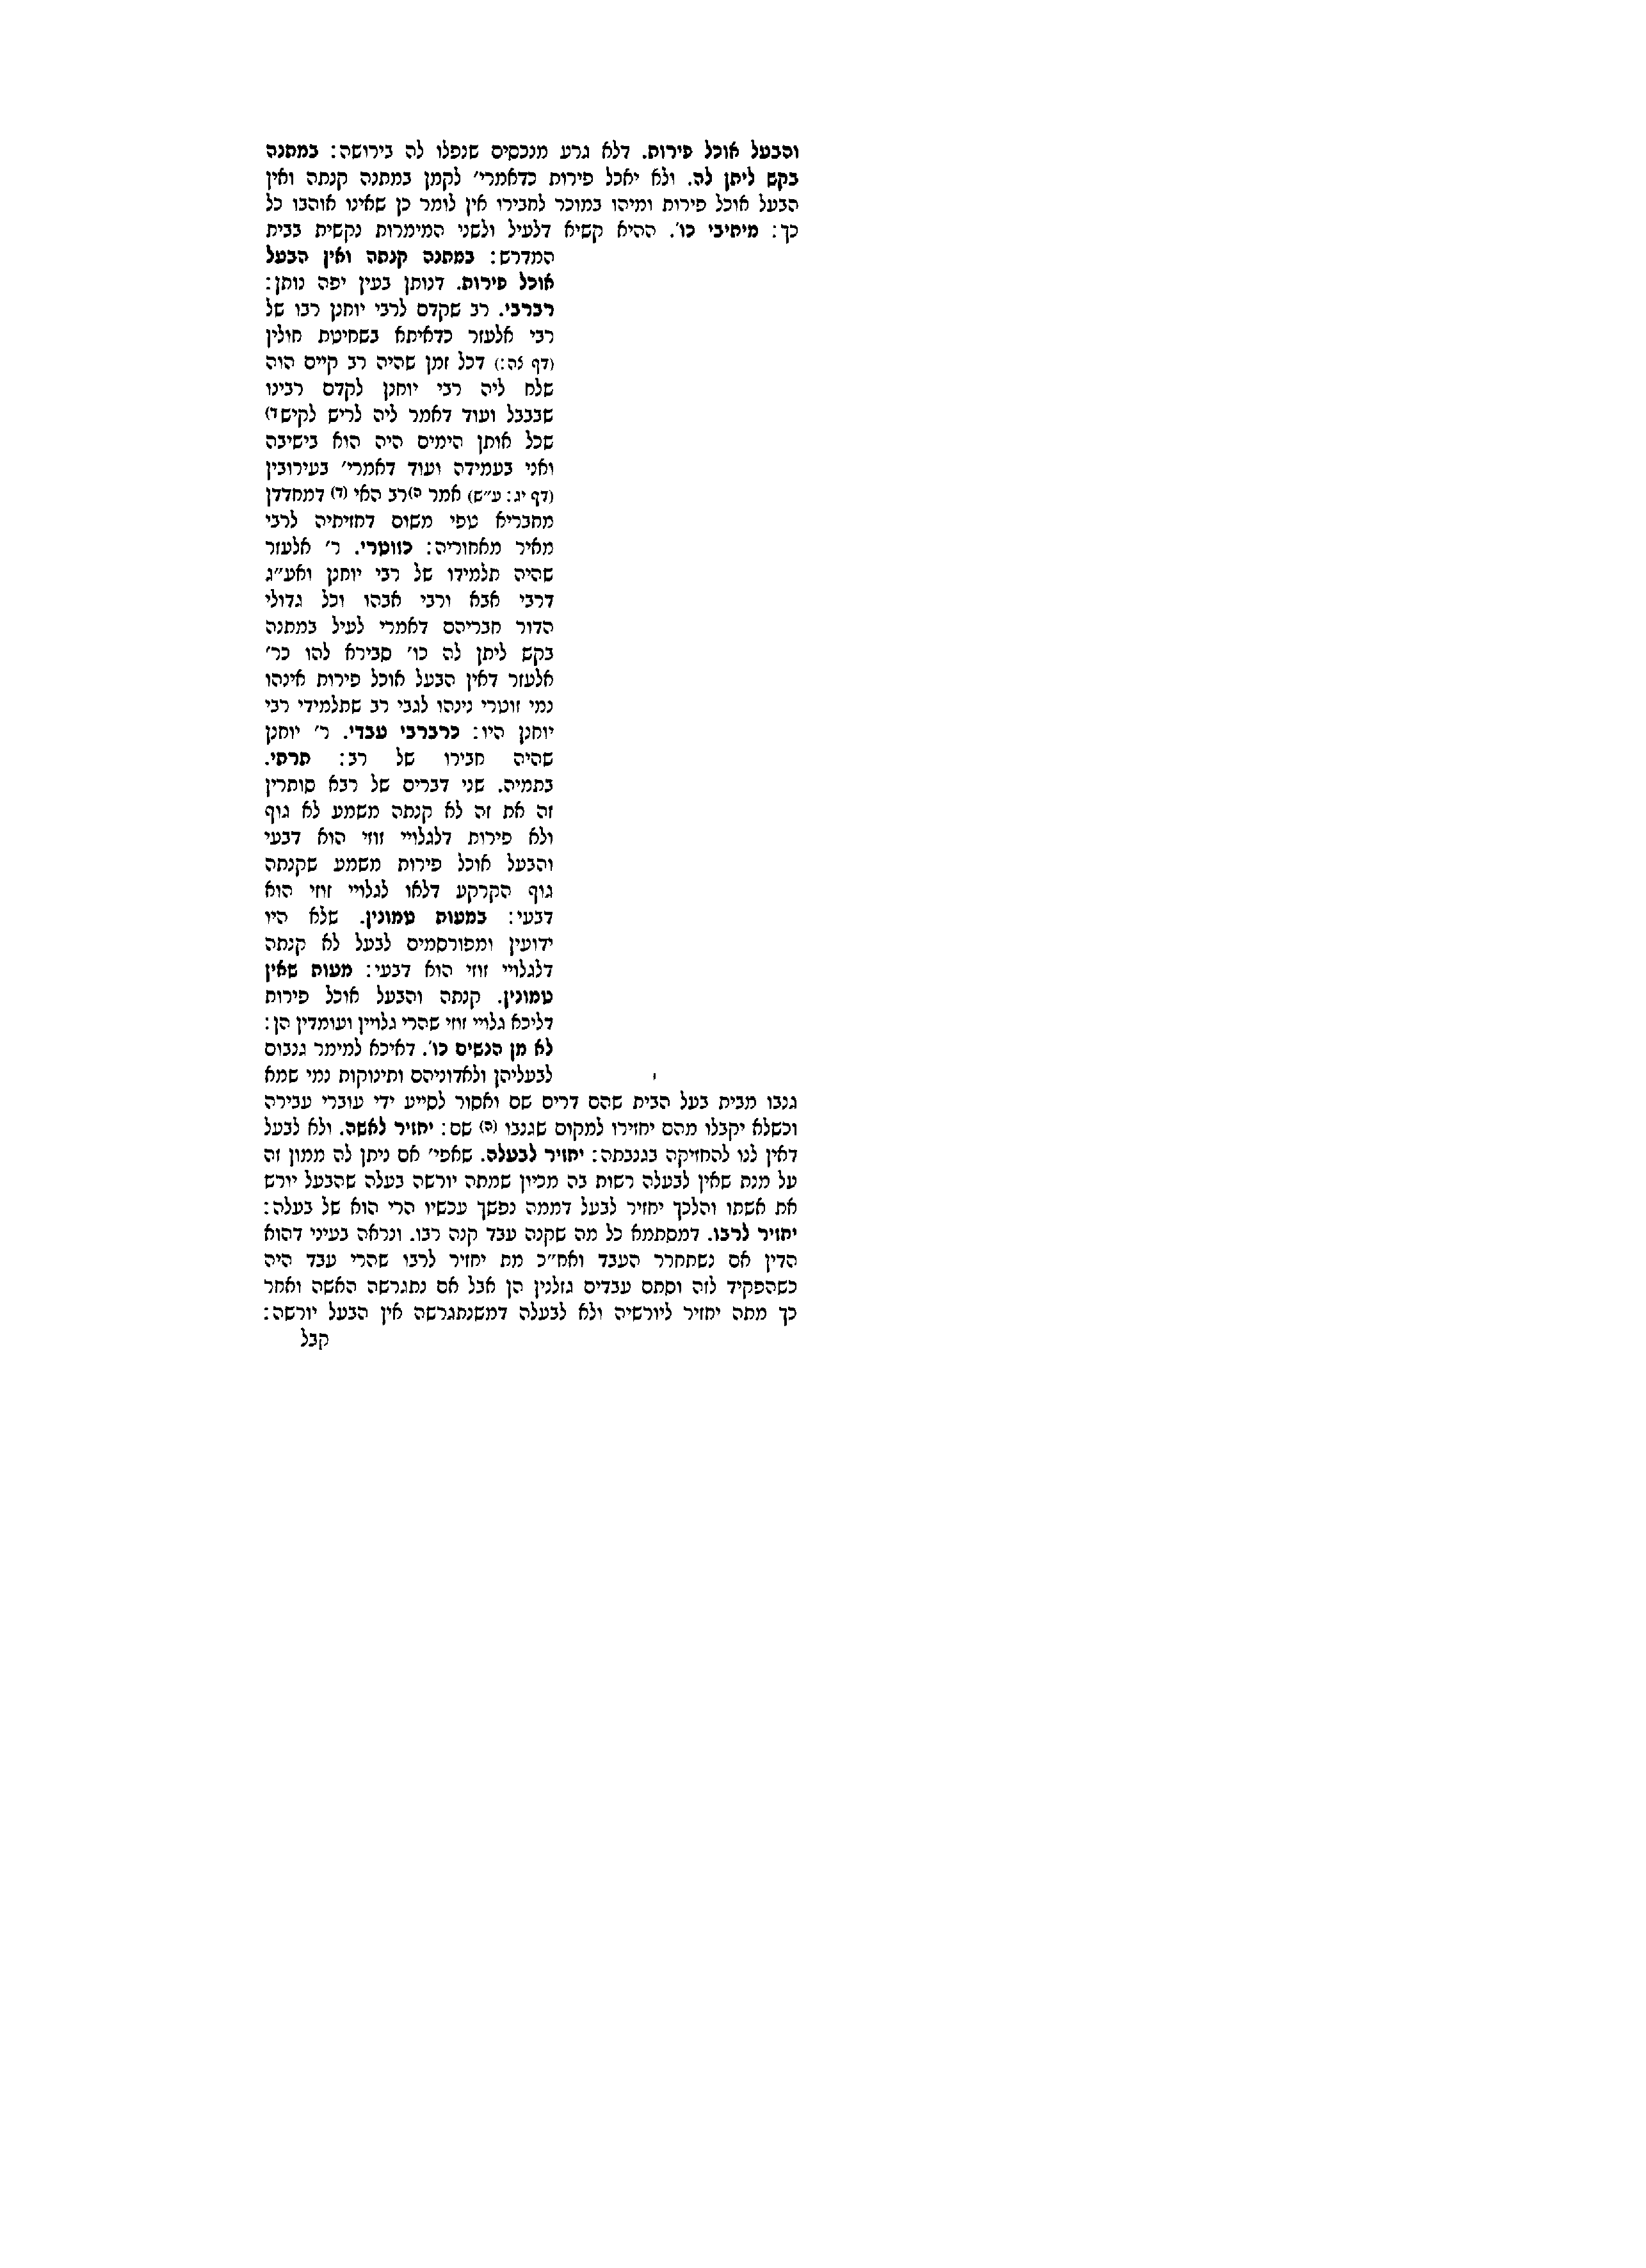 והבעל אוכל פירות. דלא גרע מנכסים שנפלו לה בירושה: במתנה
בקש ליתן לה. ולא יאכל פירות כדאמרי׳ לקמן במתנה קנתה ואין
הבעל אוכל פירות ומיהו במוכר לחבירו אין לומר כן שאינו אוהבו כל
כך: מיתיבי כו׳. ההיא קשיא דלעיל ולשני המימרות נקשית בבית
המדרש: במתנה קנתה ואין הבעל
אוכל פירות. דנותן בעין יפה נותן:
רברבי. רב שקדם לרבי יוחנן רבו של
רבי אלעזר כדאיתא בשחיטת חולין
(דף צה:) דכל זמן שהיה רב קיים הוה
שלח ליה רבי יוחנן לקדם רבינו
שבבבל ועוד דאמר ליה לריש לקיש ד)
שכל אותן הימים היה הוא בישיבה
ואני בעמידה ועוד דאמרי׳ בעירובין
(דף יג: ע״ש) אמר ה) רב האי (ד) דמחדדן
מחבריא טפי משום דחזיתיה לרבי
מאיר מאחוריה: כזוטרי. ר׳ אלעזר
שהיה תלמידו של רבי יוחנן ואע״ג
דרבי אבא ורבי אבהו וכל גדולי
הדור חבריהם דאמרי לעיל במתנה
בקש ליתן לה כו׳ סבירא להו כר׳
אלעזר דאין הבעל אוכל פירות אינהו
נמי זוטרי נינהו לגבי רב שתלמידי רבי
יוחנן היו: כרברבי עבדי. ר׳ יוחנן
שהיה חבירו של רב: תרתי.
בתמיה. שני דברים של רבא סותרין
זה את זה לא קנתה משמע לא גוף
ולא פירות דלגלויי זוזי הוא דבעי
והבעל אוכל פירות משמע שקנתה
גוף הקרקע דלאו לגלויי זוזי הוא
דבעי: במעות טמונין. שלא היו
ידועין ומפורסמים לבעל לא קנתה
דלגלויי זוזי הוא דבעי: מעות שאין
טמונין. קנתה והבעל אוכל פירות
דליכא גלויי זוזי שהרי גלויין ועומדין הן:
לא מן הנשים כו׳. דאיכא למימר גנבום
לבעליהן ולאדוניהם ותינוקות נמי שמא
גנבו מבית בעל הבית שהם דרים שם ואסור לסייע ידי עוברי עבירה
וכשלא יקבלו מהם יחזירו למקום שגנבו (ה) שם: יחזיר לאשה. ולא לבעל
דאין לנו להחזיקה בגנבתה: יחזיר לבעלה. שאפי׳ אם ניתן לה ממון זה
על מנת שאין לבעלה רשות בה מכיון שמתה יורשה בעלה שהבעל יורש
את אשתו והלכך יחזיר לבעל דממה נפשך עכשיו הרי הוא של בעלה:
יחזיר לרבו. דמסתמא כל מה שקנה עבד קנה רבו. ונראה בעיני דהוא
הדין אם נשתחרר העבד ואח״כ מת יחזיר לרבו שהרי עבד היה
כשהפקיד לזה וסתם עבדים גזלנין הן אבל אם נתגרשה האשה ואחר
כך מתה יחזיר ליורשיה ולא לבעלה דמשנתגרשה אין הבעל יורשה:
קבל